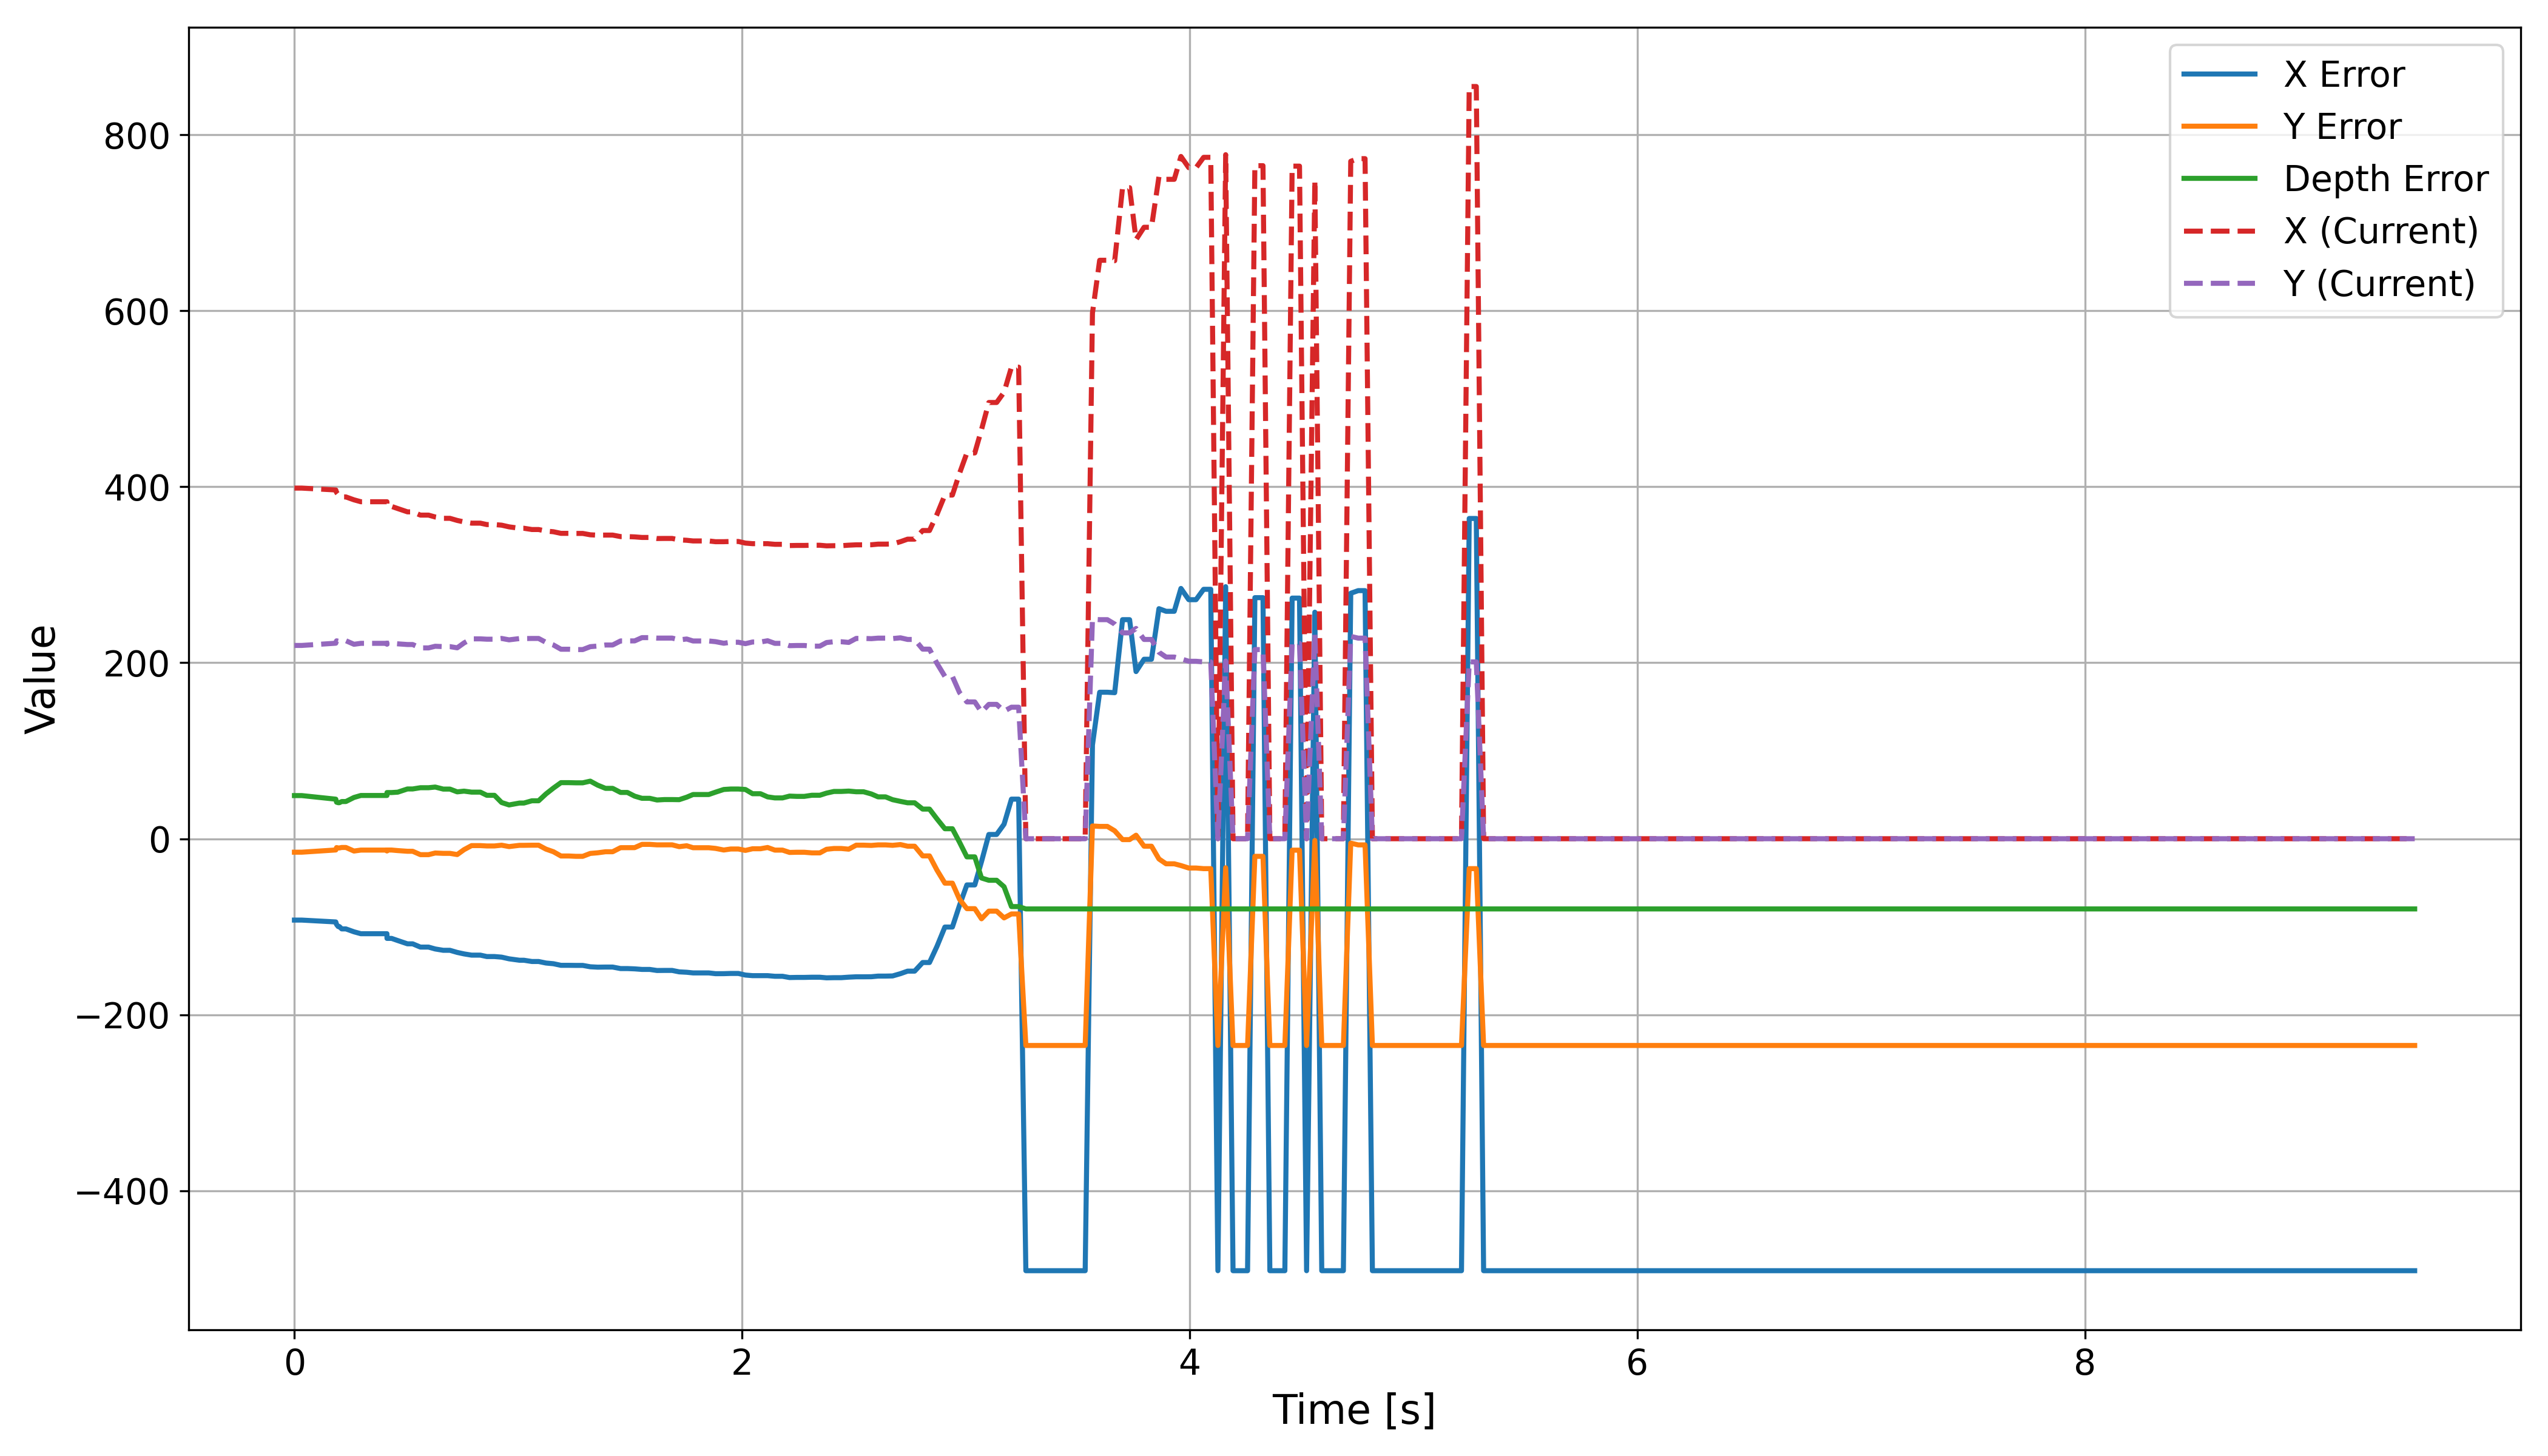 X Error
Y Error
Depth Error
X (Current)
Y (Current)
800
600
400
200
0
−200
−400
Value
0 2 4 6 8
Time [s]